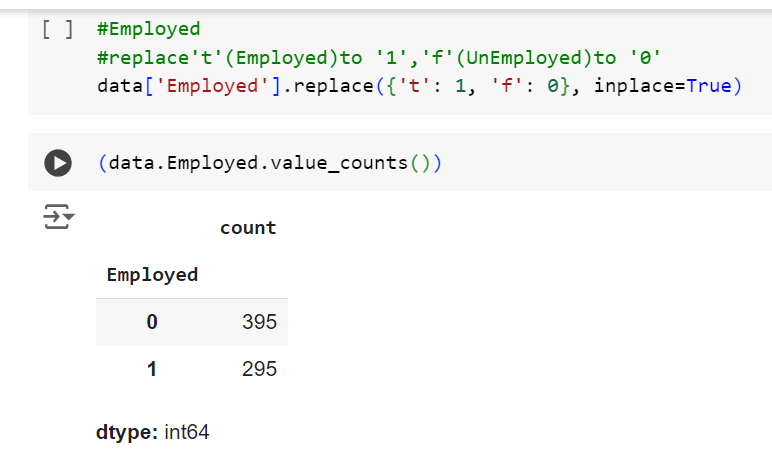 [ ] #Employed
#replace't'(Employed)to '1','f'(UnEmployed)to '0'
data['Employed'].replace({'t': 1, 'f': 0}, inplace=True)
(data.Employed.value_counts())
count
Employed
0 395
1 295
dtype: int64